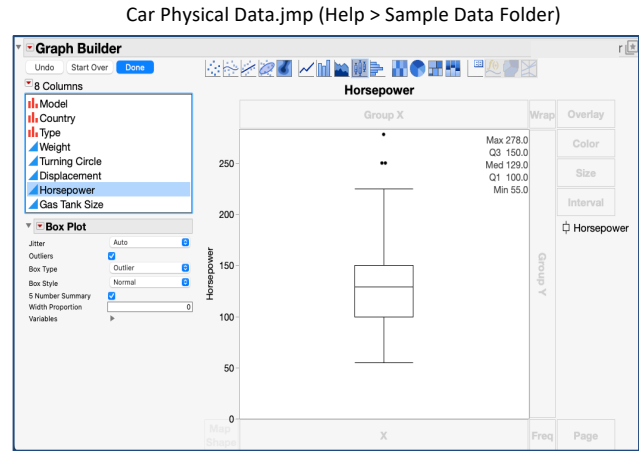 Car Physical Data.jmp (Help > Sample Data Folder)
Graph Builder
r
Undo Start Over Done
8 Columns
Model
Country
Type
Weight
Turning Circle
Displacement
Horsepower
Gas Tank Size
Box Plot
Jitter Auto
Outliers
Box Type Outlier
Box Style Normal
5 Number Summary
Width Proportion 0
Variables
Horsepower
Group X
Wrap
Overlay
Color
Size
Interval
Horsepower
Max 278.0
Q3 150.0
Med 129.0
Q1 100.0
Min 55.0
250
200
150
100
50
0
Horsepower
Group Y
Map
Shape
X
Freq
Page